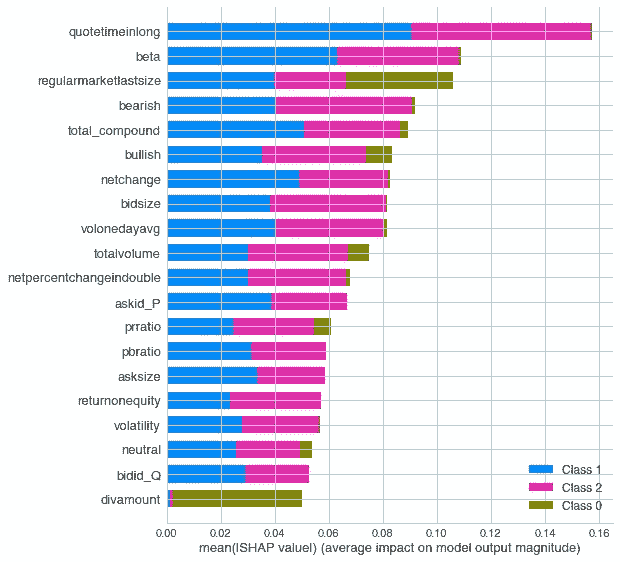 quotetimeinlong
beta
regularmarketlastsize
bearish
total_compound
bullish
netchange
bidsize
volonedayavg
totalvolume
netpercentchangeindouble
askid_P
prratio
pbratio
asksize
returnonequity
volatility
neutral
bidid_Q
divamount
Class 1
Class 2
Class 0
0.00 0.02 0.04 0.06 0.08 0.10 0.12 0.14 0.16
mean(|SHAP value|) (average impact on model output magnitude)